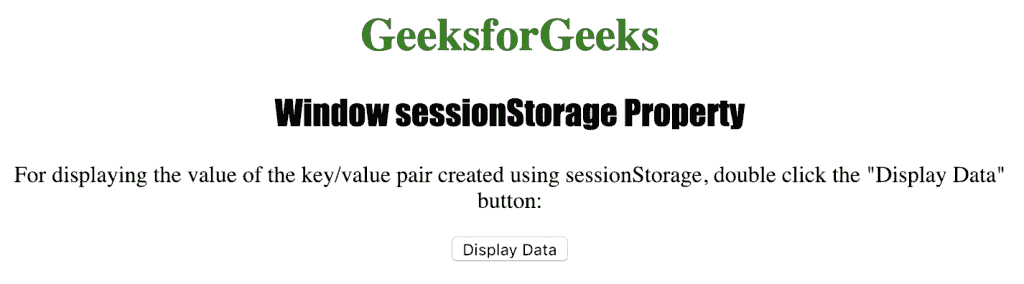 GeeksforGeeks
Window sessionStorage Property
For displaying the value of the key/value pair created using sessionStorage, double click the "Display Data"
button:
Display Data